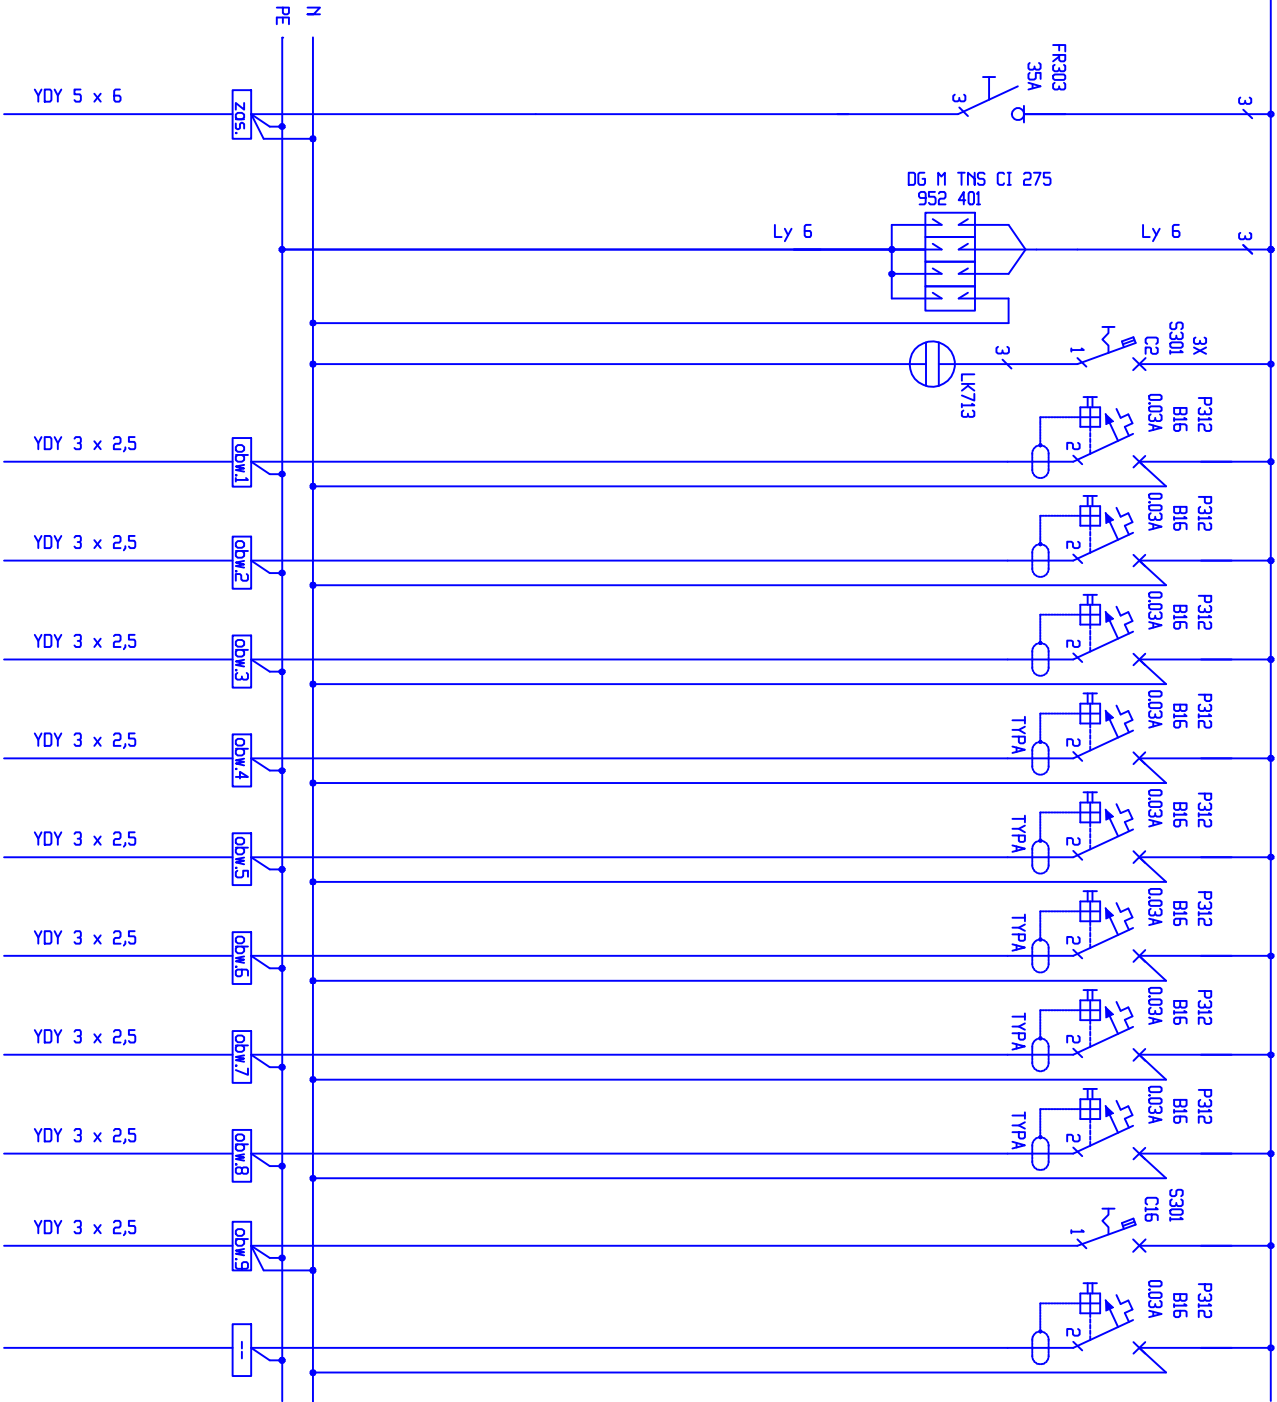 N
PE
YDY 5 x 6
zas.
FR303
35A
3
3
DG M TNS CI 275
952 401
Ly 6
Ly 6
3
3X
S301
C2
1
3
LK713
YDY 3 x 2,5
obw.1
P312
B16
0.03A
2
YDY 3 x 2,5
obw.2
P312
B16
0.03A
2
YDY 3 x 2,5
obw.3
P312
B16
0.03A
2
YDY 3 x 2,5
obw.4
P312
B16
0.03A
2
TYPA
YDY 3 x 2,5
obw.5
P312
B16
0.03A
2
TYPA
YDY 3 x 2,5
obw.6
P312
B16
0.03A
2
TYPA
YDY 3 x 2,5
obw.7
P312
B16
0.03A
2
TYPA
YDY 3 x 2,5
obw.8
P312
B16
0.03A
2
TYPA
YDY 3 x 2,5
obw.9
S301
C16
1
--
P312
B16
0.03A
2